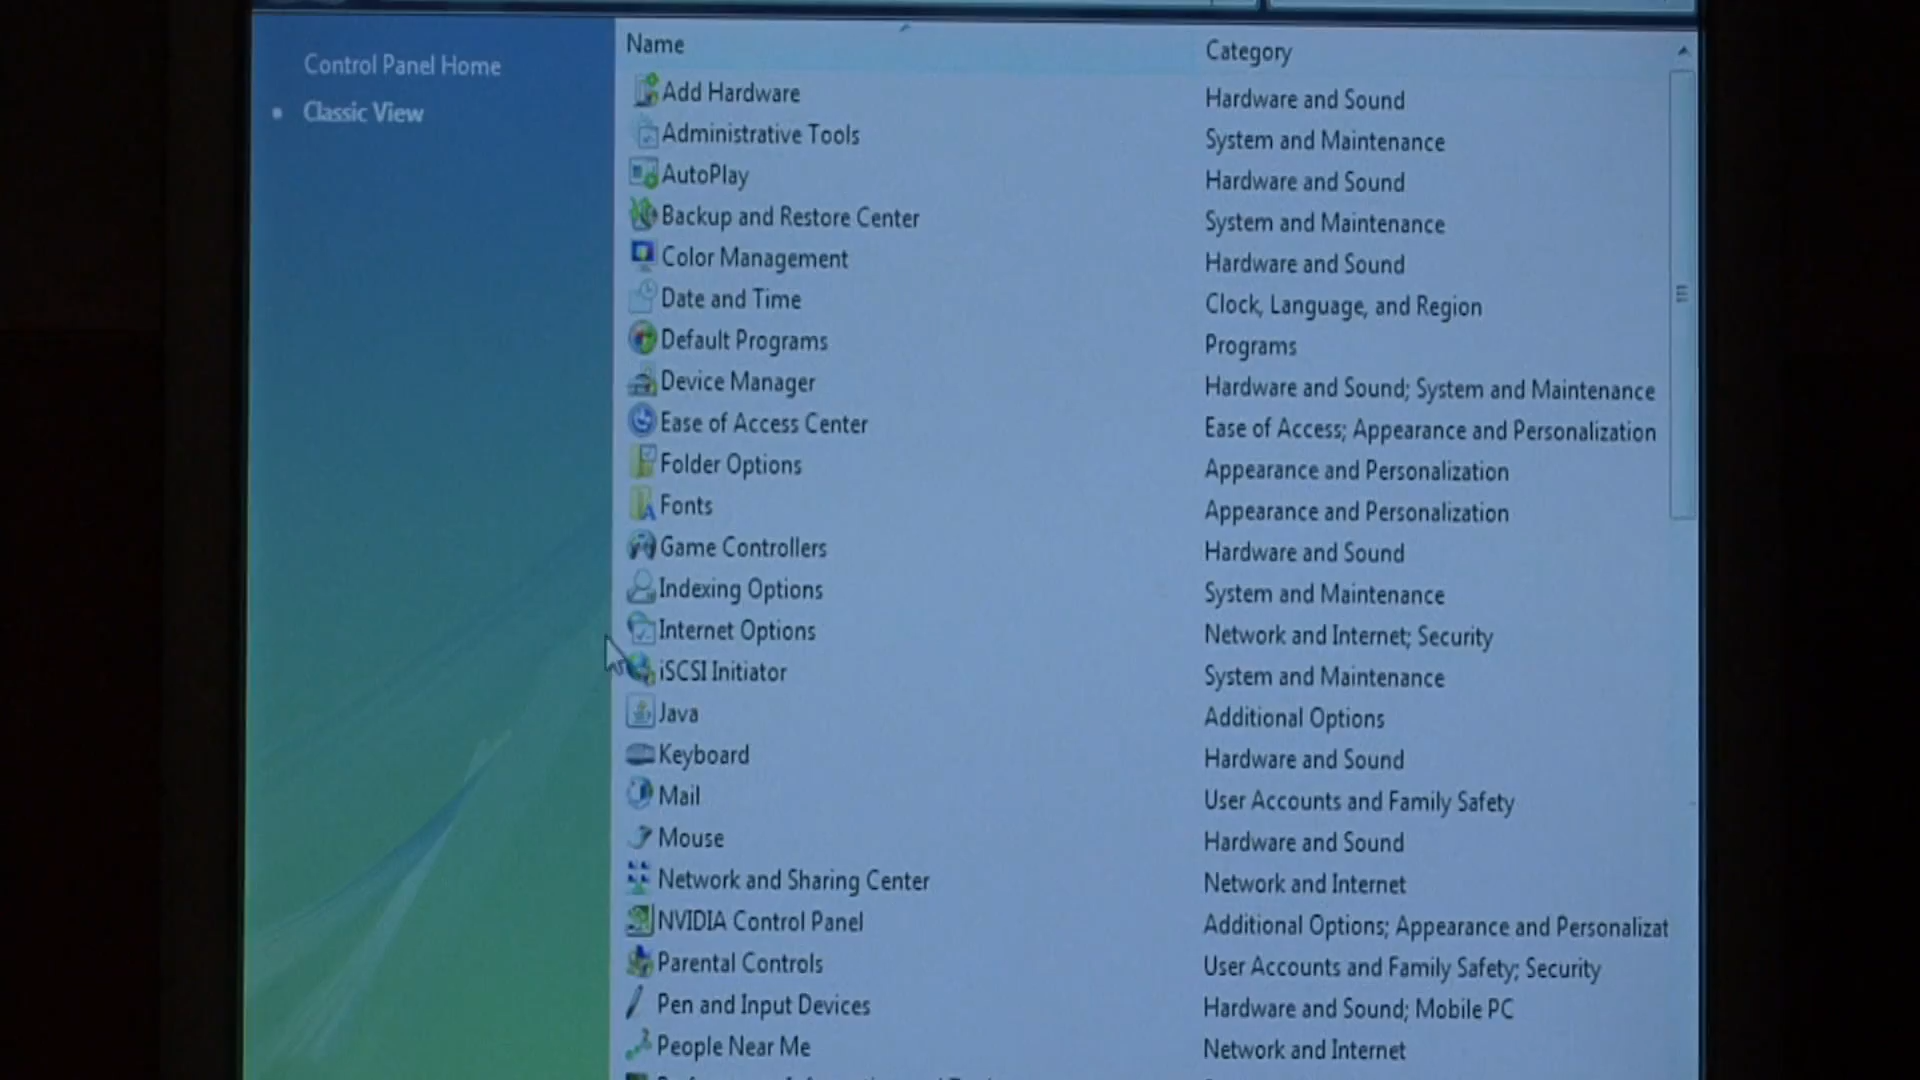 Control Panel Home
Classic View
Name Category
Add Hardware Hardware and Sound
Administrative Tools System and Maintenance
AutoPlay Hardware and Sound
Backup and Restore Center System and Maintenance
Color Management Hardware and Sound
Date and Time Clock, Language, and Region
Default Programs Programs
Device Manager Hardware and Sound; System and Maintenance
Ease of Access Center Ease of Access; Appearance and Personalization
Folder Options Appearance and Personalization
Fonts Appearance and Personalization
Game Controllers Hardware and Sound
Indexing Options System and Maintenance
Internet Options Network and Internet; Security
iSCSI Initiator System and Maintenance
Java Additional Options
Keyboard Hardware and Sound
Mail User Accounts and Family Safety
Mouse Hardware and Sound
Network and Sharing Center Network and Internet
NVIDIA Control Panel Additional Options; Appearance and Personalizat
Parental Controls User Accounts and Family Safety; Security
Pen and Input Devices Hardware and Sound; Mobile PC
People Near Me Network and Internet